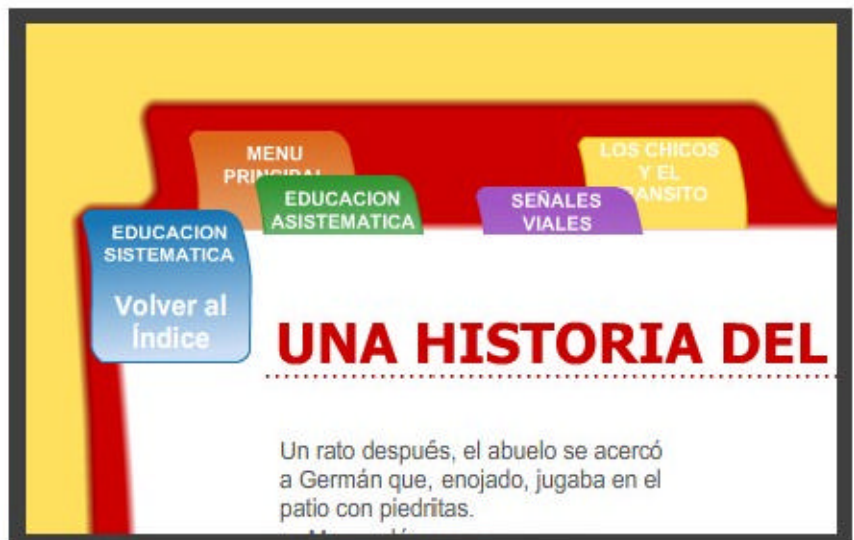 MENU
PRINCIPAL
LOS CHICOS
Y EL
TRANSITO
EDUCACION
ASISTEMATICA
SEÑALES
VIALES
EDUCACION
SISTEMATICA
Volver al
Índice
UNA HISTORIA DEL
Un rato después, el abuelo se acercó
a Germán que, enojado, jugaba en el
patio con piedritas.